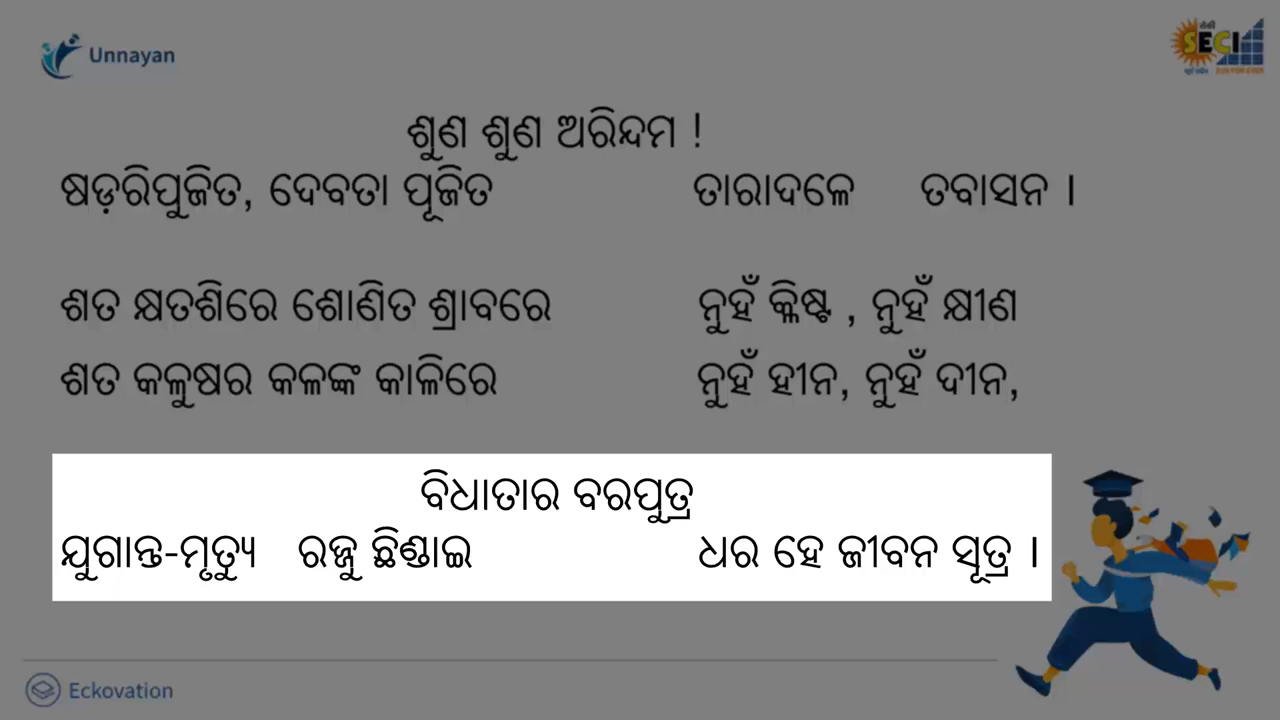 Unnayan
SECI
ଶୁଣ ଶୁଣ ଅରିନ୍ଦମ !
ଷଡ଼ରିପୁଜିତ, ଦେବତା ପୂଜିତ ତାରାଦଳେ ତବାସନ ।
ଶତ କ୍ଷତଶିରେ ଶୋଣିତ ଶ୍ରାବରେ ନୁହଁ କ୍ଳିଷ୍ଟ , ନୁହଁ କ୍ଷୀଣ
ଶତ କଳୁଷର କଳଙ୍କ କାଳିରେ ନୁହଁ ହୀନ, ନୁହଁ ଦୀନ,
ବିଧାତାର ବରପୁତ୍ର
ଯୁଗାନ୍ତ-ମୃତ୍ୟୁ ରଜ୍ଜୁ ଛିଣ୍ଡାଇ ଧର ହେ ଜୀବନ ସୂତ୍ର ।
Eckovation